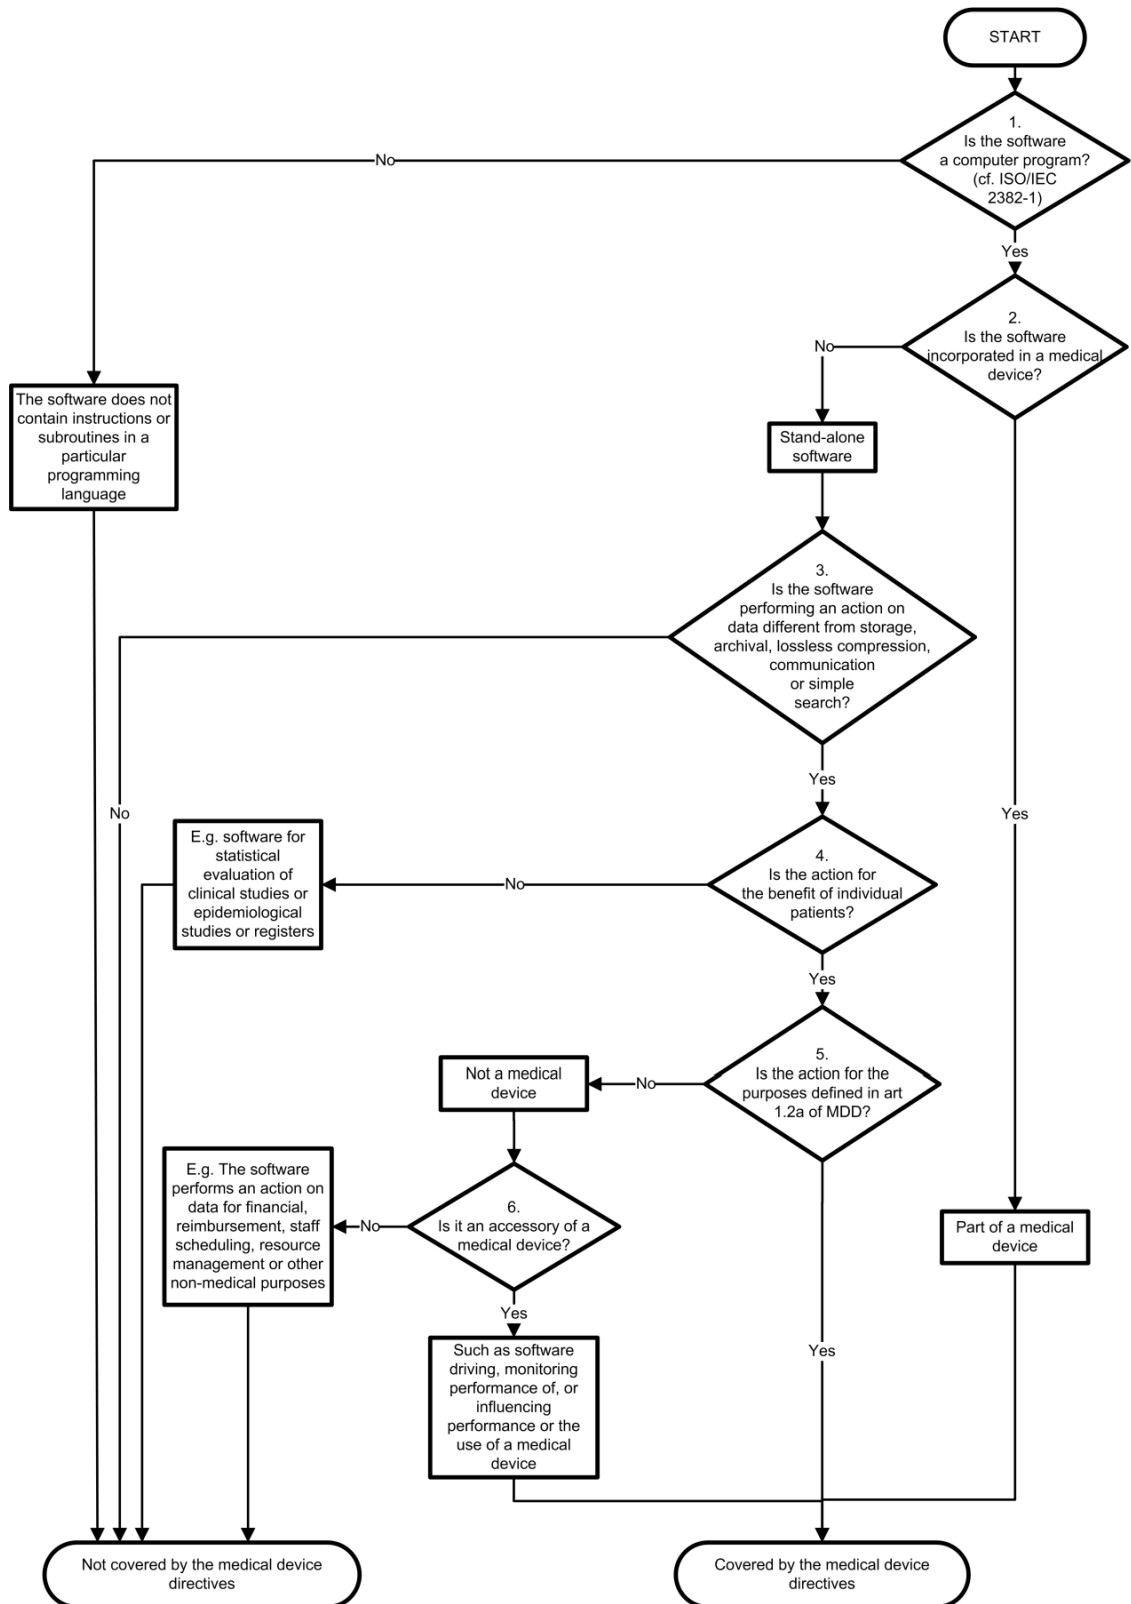 START
1.
Is the software
a computer program?
(cf. ISO/IEC
2382-1)
No
Yes
2.
Is the software
incorporated in a medical
device?
No
The software does not
contain instructions or
subroutines in a
particular
programming
language
Stand-alone
software
3.
Is the software
performing an action on
data different from storage,
archival, lossless compression,
communication
or simple
search?
Yes
No
Yes
E.g. software for
statistical
evaluation of
clinical studies or
epidemiological
studies or registers
No
4.
Is the action for
the benefit of individual
patients?
Yes
5.
Is the action for the
purposes defined in art
1.2a of MDD?
No
Not a medical
device
E.g. The software
performs an action on
data for financial,
reimbursement, staff
scheduling, resource
management or other
non-medical purposes
No
6.
Is it an accessory of a
medical device?
Part of a medical
device
Yes
Yes
Such as software
driving, monitoring
performance of, or
influencing
performance or the
use of a medical
device
Not covered by the medical device
directives
Covered by the medical device
directives